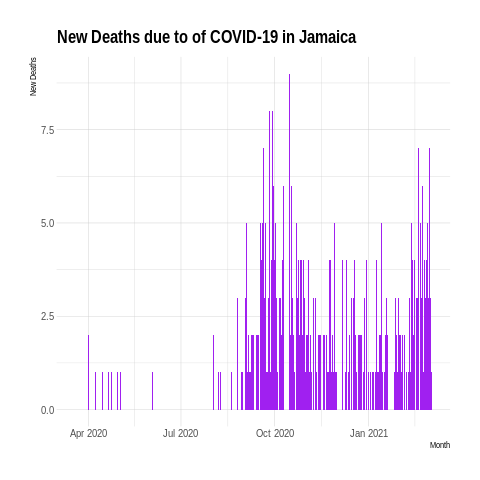 New Deaths due to of COVID-19 in Jamaica
New Deaths
7.5
5.0
2.5
0.0
Apr 2020 Jul 2020 Oct 2020 Jan 2021
Month